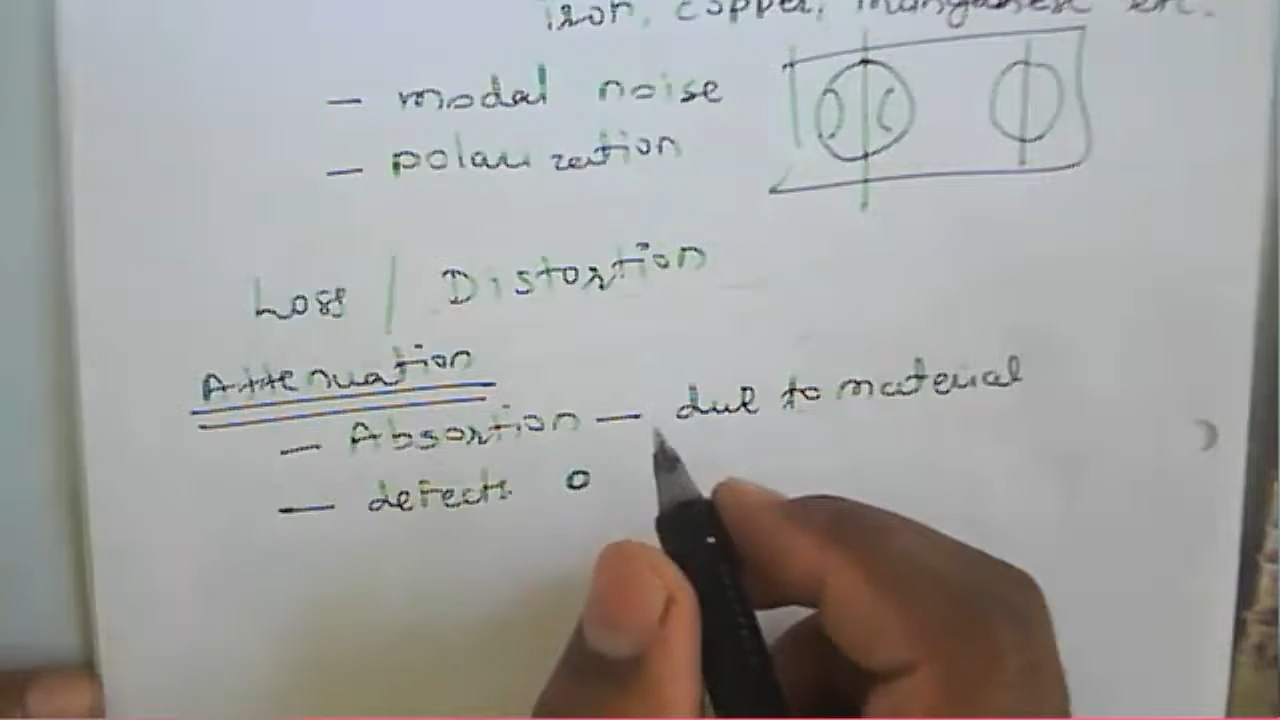 iron, copper, manganese etc.
— modal noise
— polarization
Loss / Distortion
Attenuation
— Absortion — due to material
— defects o